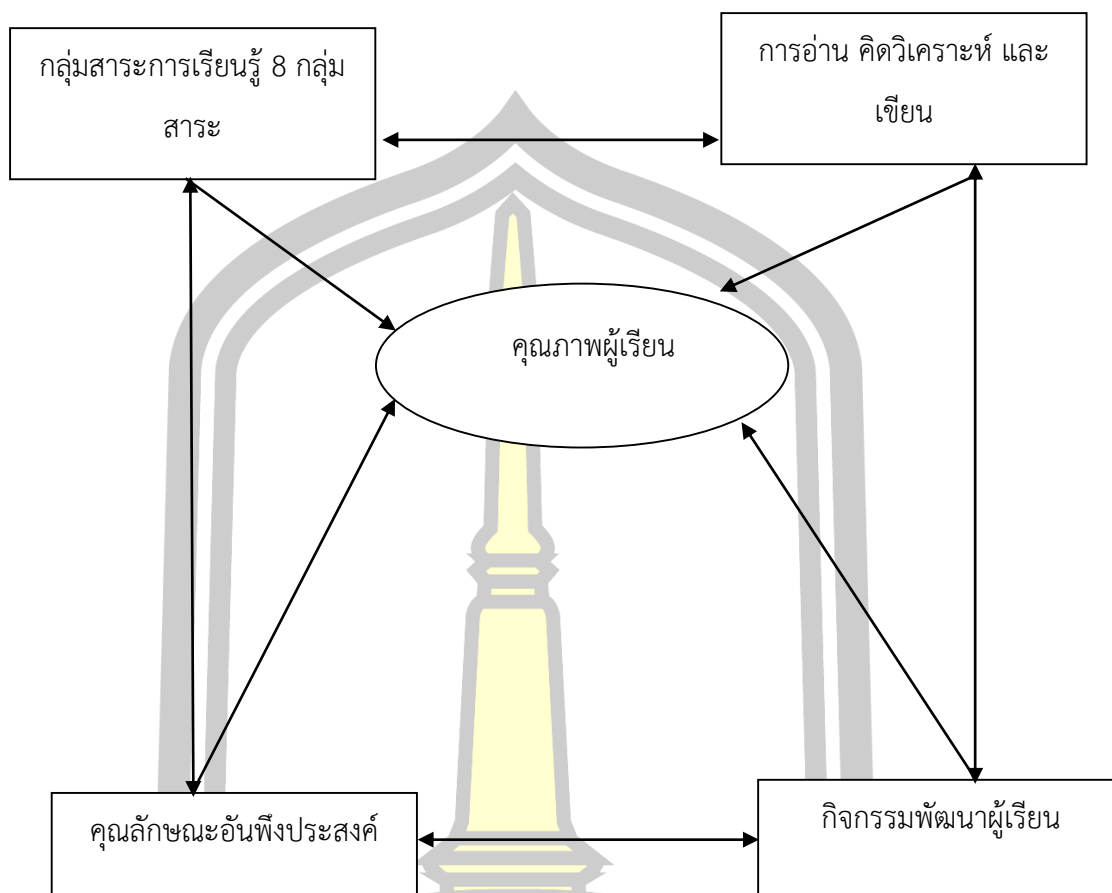 กลุ่มสาระการเรียนรู้ 8 กลุ่ม
สาระ
การอ่าน คิดวิเคราะห์ และ
เขียน
คุณภาพผู้เรียน
คุณลักษณะอันพึงประสงค์
กิจกรรมพัฒนาผู้เรียน